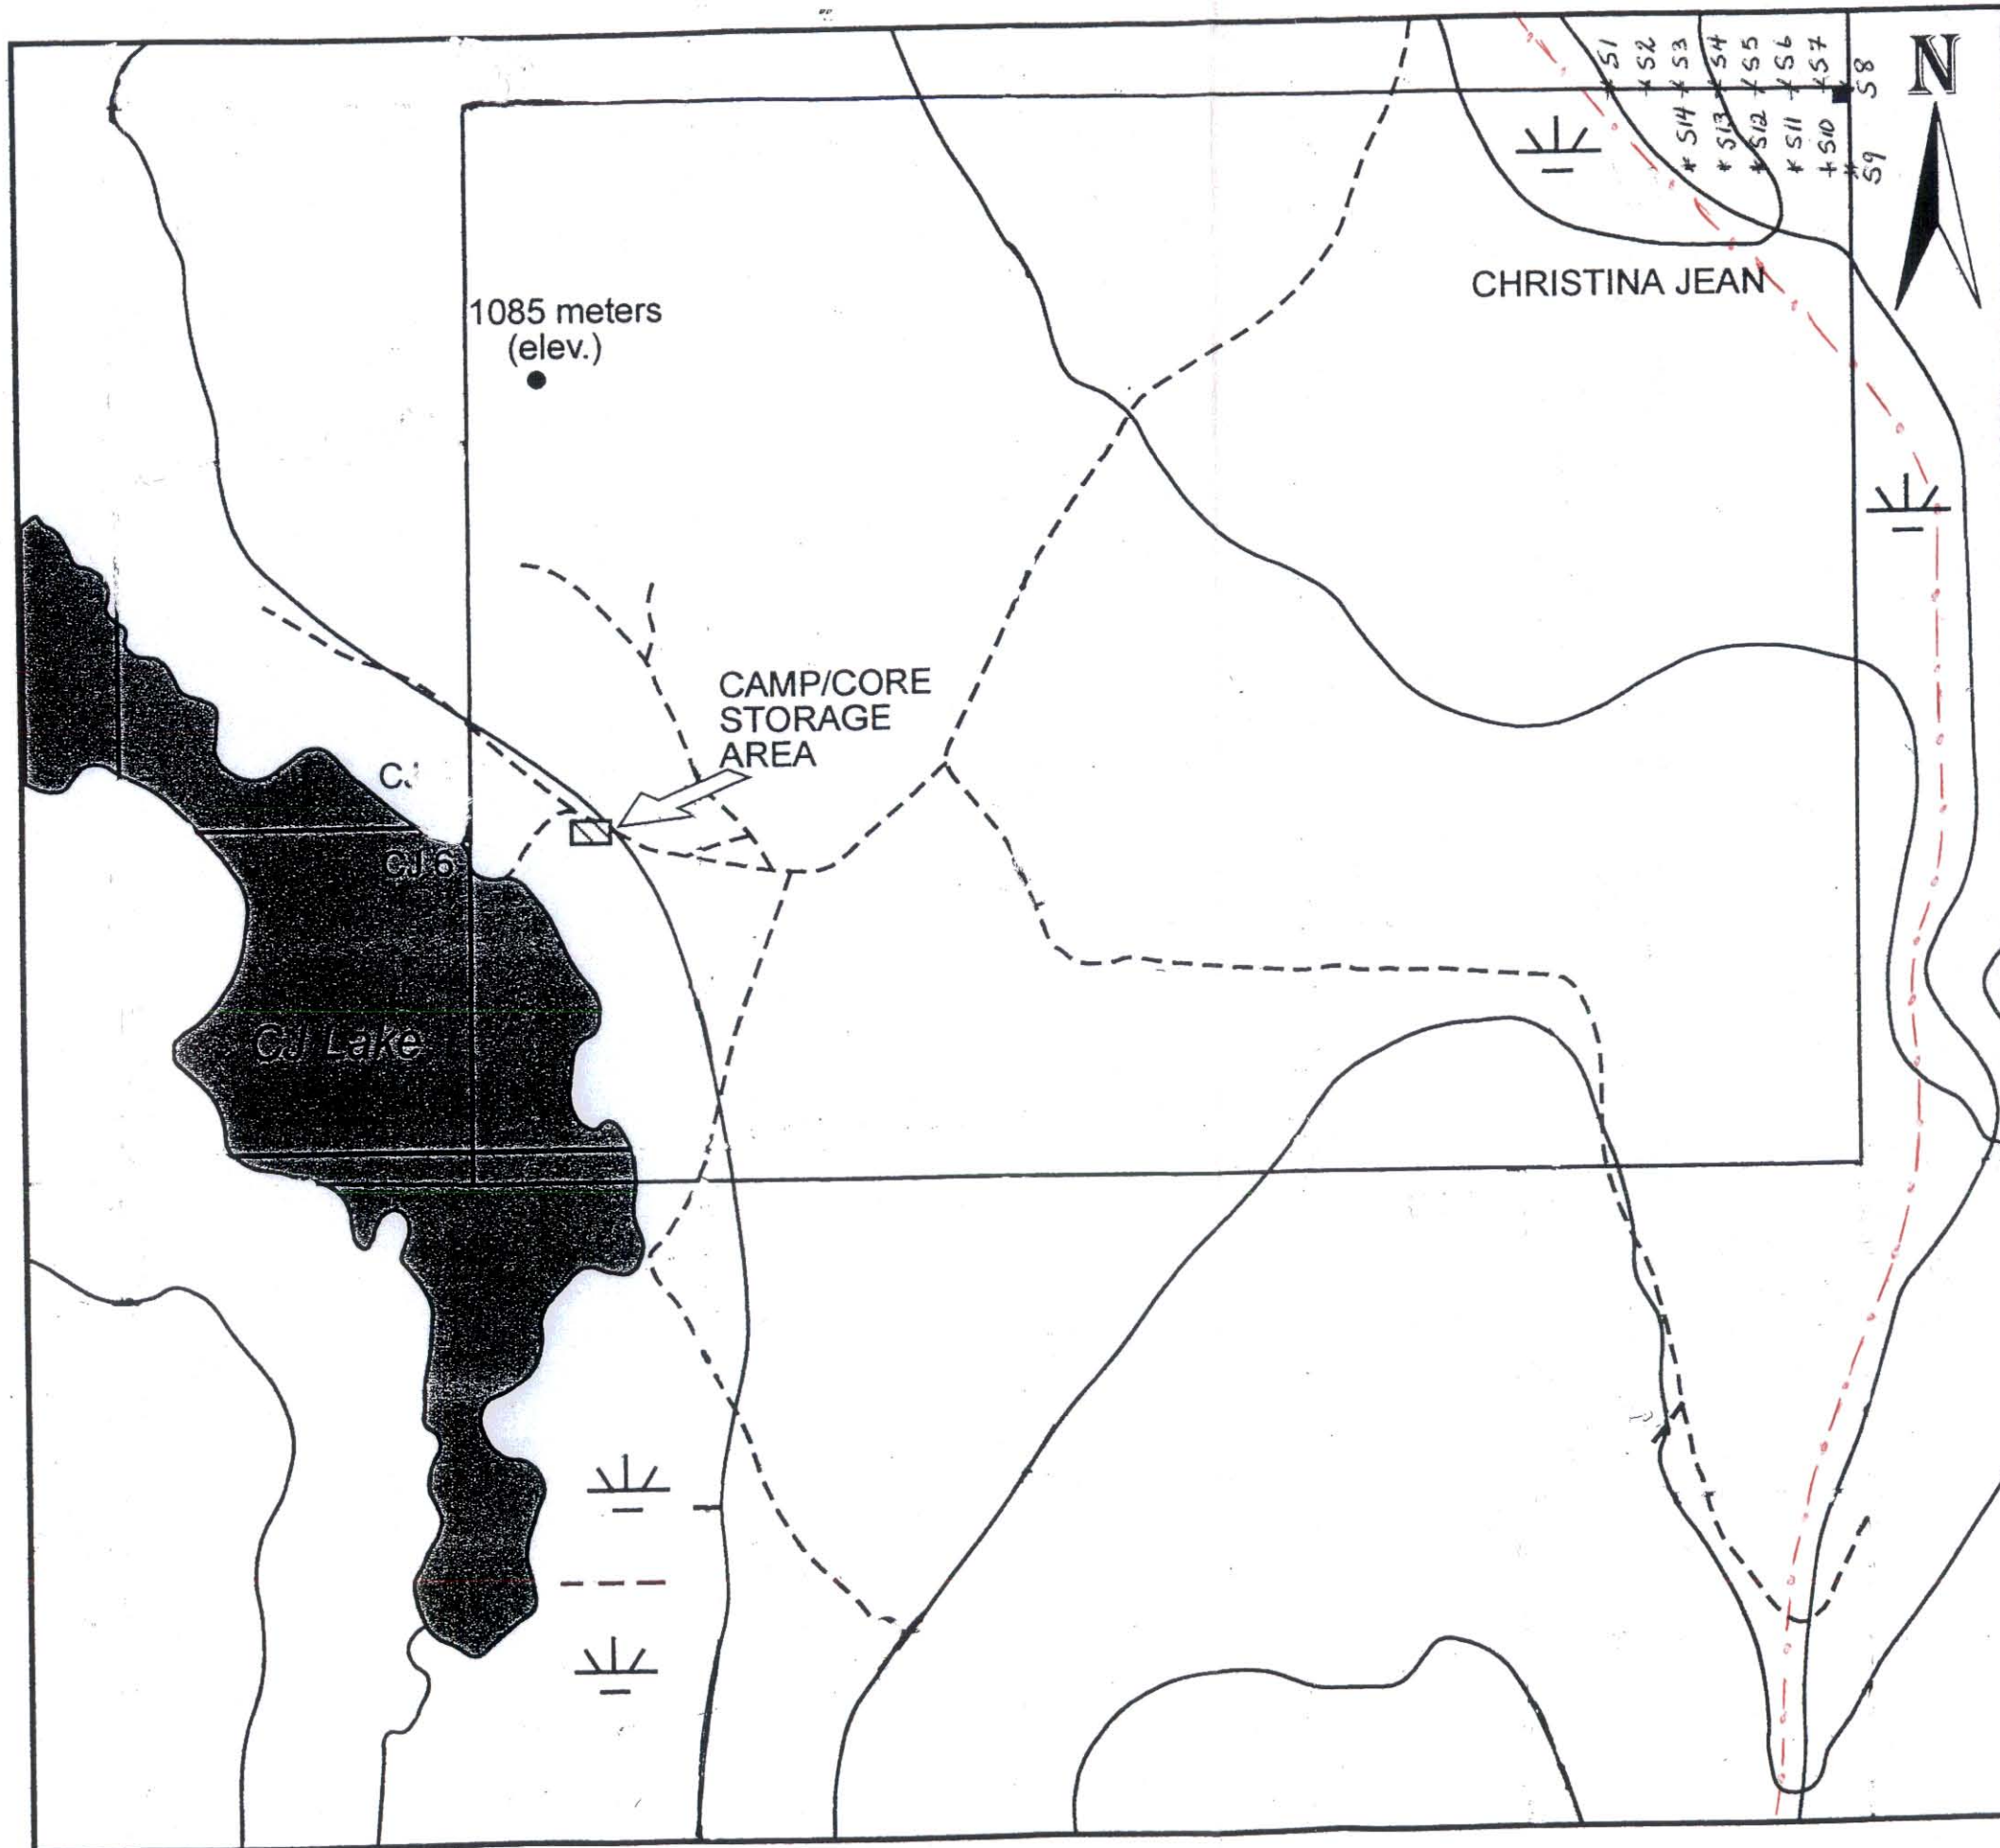 S1
S2
S3
S4
S5
S6
S7
S8
N
S14
S13
S12
S11
S10
S9
CHRISTINA JEAN
1085 meters
(elev.)
CAMP/CORE
STORAGE
AREA
CJ
CJ 6
CJ Lake